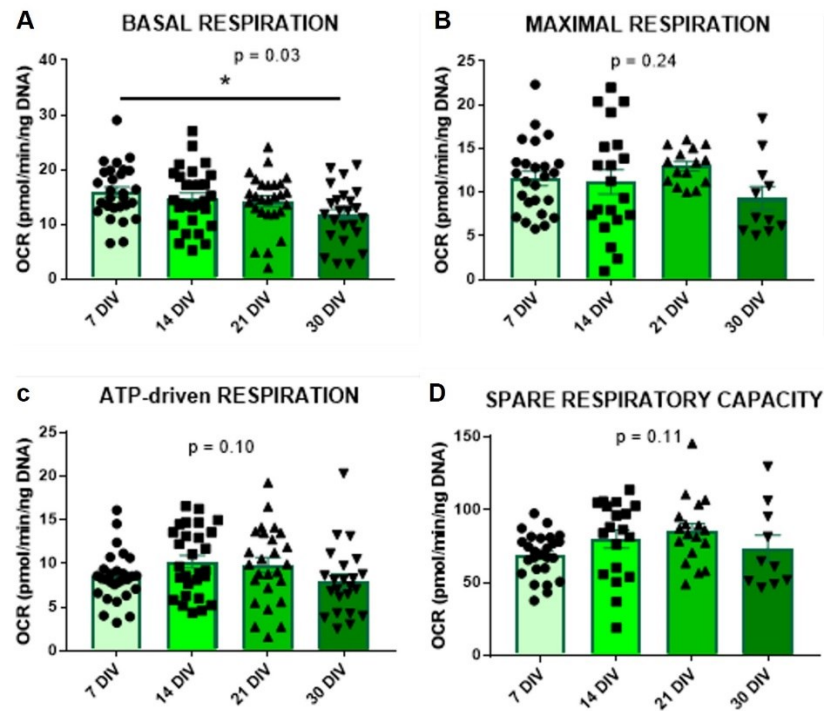 A
BASAL RESPIRATION
p = 0.03
*
OCR (pmol/min/ng DNA)
40
30
20
10
0
7 DIV
14 DIV
21 DIV
30 DIV
B
MAXIMAL RESPIRATION
p = 0.24
OCR (pmol/min/ng DNA)
25
20
15
10
5
0
7 DIV
14 DIV
21 DIV
30 DIV
c
ATP-driven RESPIRATION
p = 0.10
OCR (pmol/min/ng DNA)
25
20
15
10
5
0
7 DIV
14 DIV
21 DIV
30 DIV
D
SPARE RESPIRATORY CAPACITY
p = 0.11
OCR (pmol/min/ng DNA)
150
100
50
0
7 DIV
14 DIV
21 DIV
30 DIV